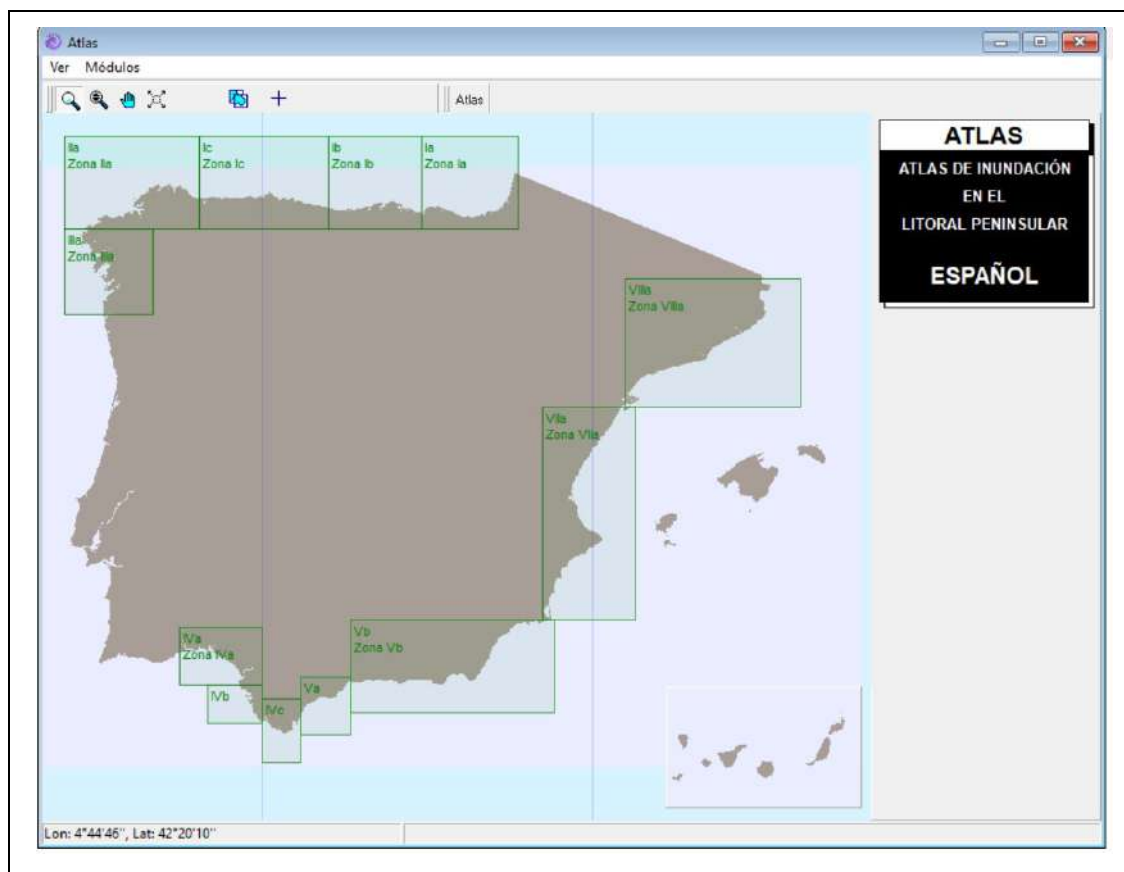 Atlas
Ver Módulos
Atlas
IIa
Zona IIa
Ic
Zona Ic
Ib
Zona Ib
Ia
Zona Ia
IIIa
Zona IIIa
VIIIa
Zona VIIIa
VIIa
Zona VIIa
IVa
Zona IVa
IVb
IVc
Va
Vb
Zona Vb
ATLAS
ATLAS DE INUNDACIÓN
EN EL
LITORAL PENINSULAR
ESPAÑOL
Lon: 4°44'46", Lat: 42°20'10"